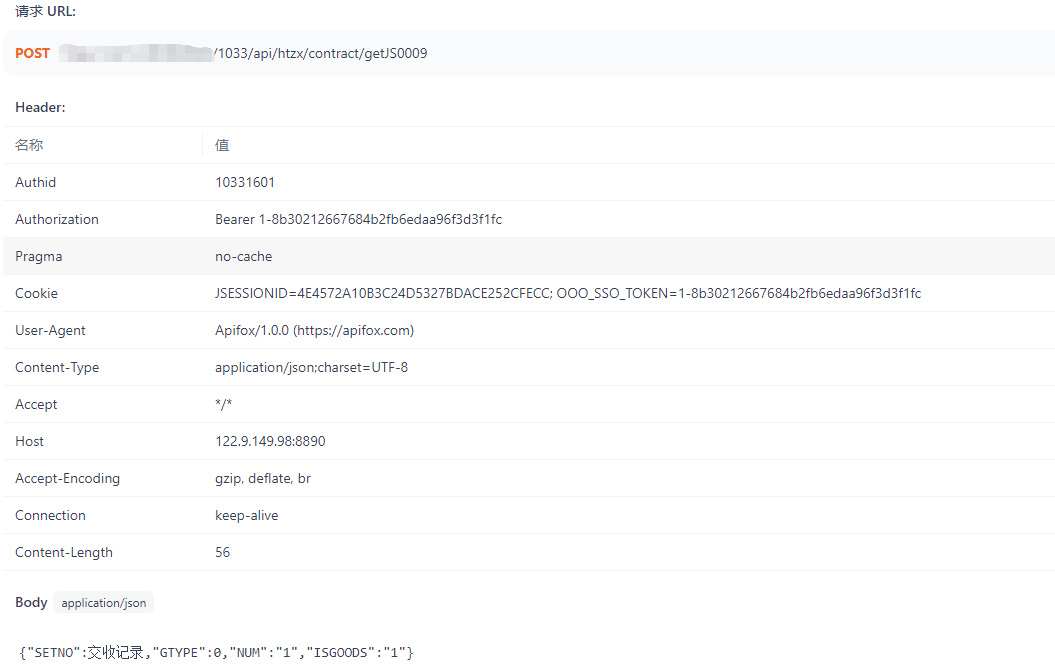 请求 URL:
POST /1033/api/htzx/contract/getJS0009
Header:
名称 值
Authid 10331601
Authorization Bearer 1-8b30212667684b2fb6edaa96f3d3f1fc
Pragma no-cache
Cookie JSESSIONID=4E4572A10B3C24D5327BDACE252CFECC; OOO_SSO_TOKEN=1-8b30212667684b2fb6edaa96f3d3f1fc
User-Agent Apifox/1.0.0 (https://apifox.com)
Content-Type application/json;charset=UTF-8
Accept */*
Host 122.9.149.98:8890
Accept-Encoding gzip, deflate, br
Connection keep-alive
Content-Length 56
Body application/json
{"SETNO":交收记录,"GTYPE":0,"NUM":"1","ISGOODS":"1"}